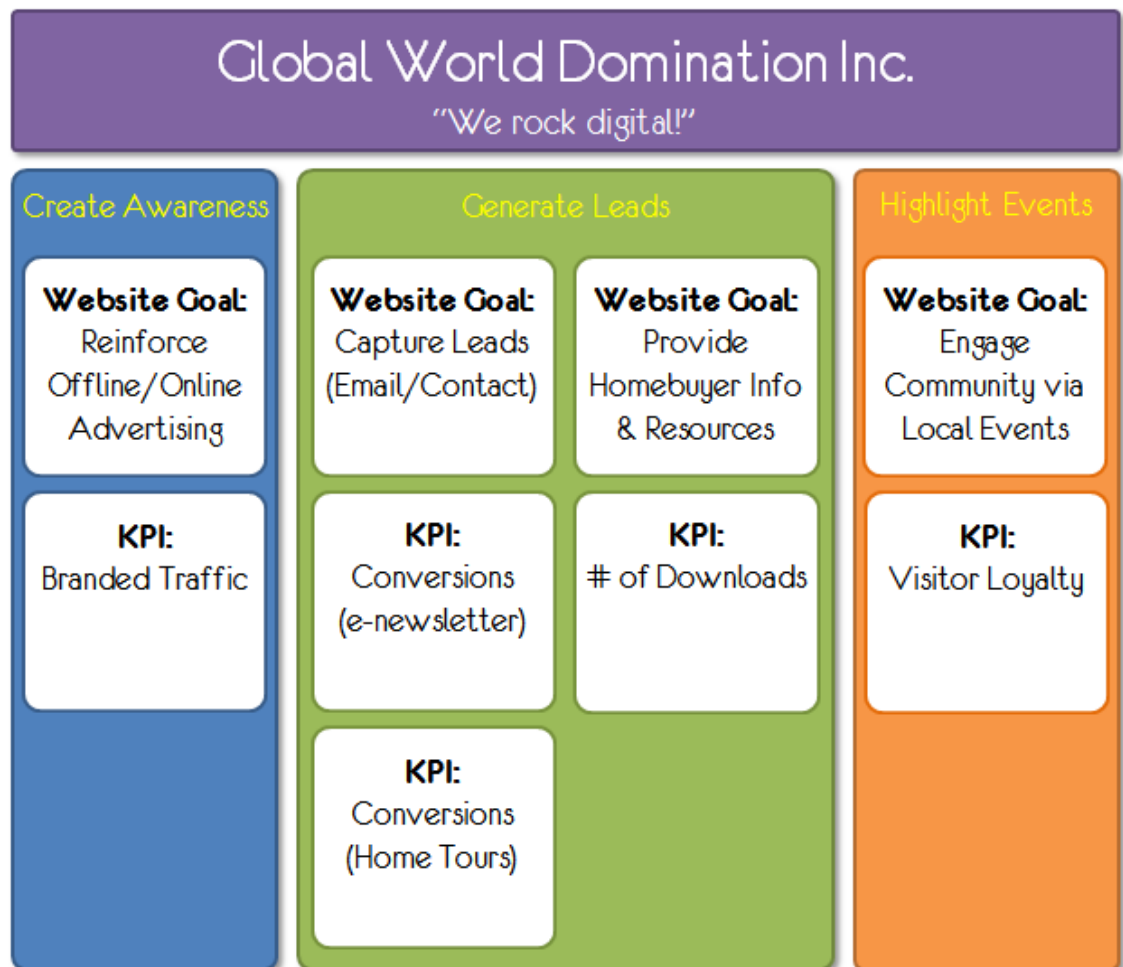 Global World Domination Inc.
"We rock digital!"
Create Awareness
Website Goal:
Reinforce
Offline/Online
Advertising
KPI:
Branded Traffic
Generate Leads
Website Goal:
Capture Leads
(Email/Contact)
KPI:
Conversions
(e-newsletter)
KPI:
Conversions
(Home Tours)
Website Goal:
Provide
Homebuyer Info
& Resources
KPI:
# of Downloads
Highlight Events
Website Goal:
Engage
Community via
Local Events
KPI:
Visitor Loyalty